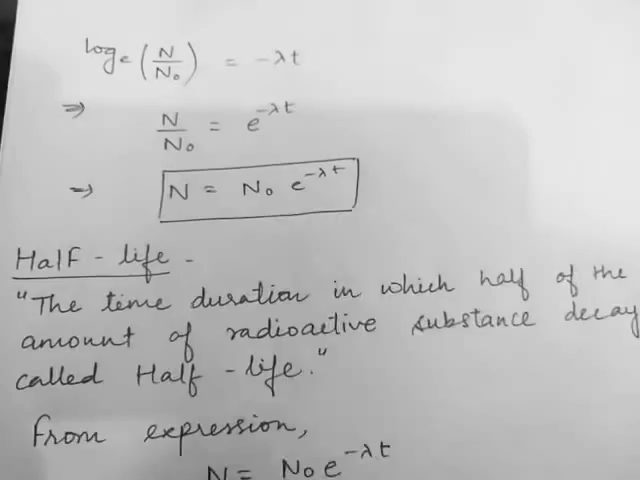 logₑ (N/N₀) = -λt
⇒ N/N₀ = e^(-λt)
⇒ N = N₀ e^(-λt)
Half - life -
"The time duration in which half of the
amount of radioactive substance decay
called Half - life."
From expression,
N = N₀ e^(-λt)